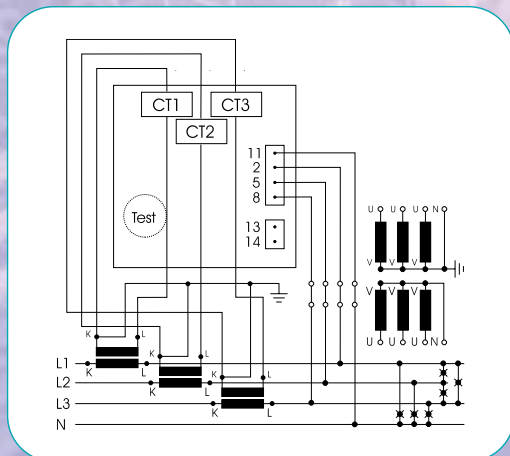 CT1
CT3
CT2
11
2
5
8
13
14
Test
U U U N
V V V
V V V
U U U N
K L
K L
K L
L1
K L
L2
K L
L3
K L
N